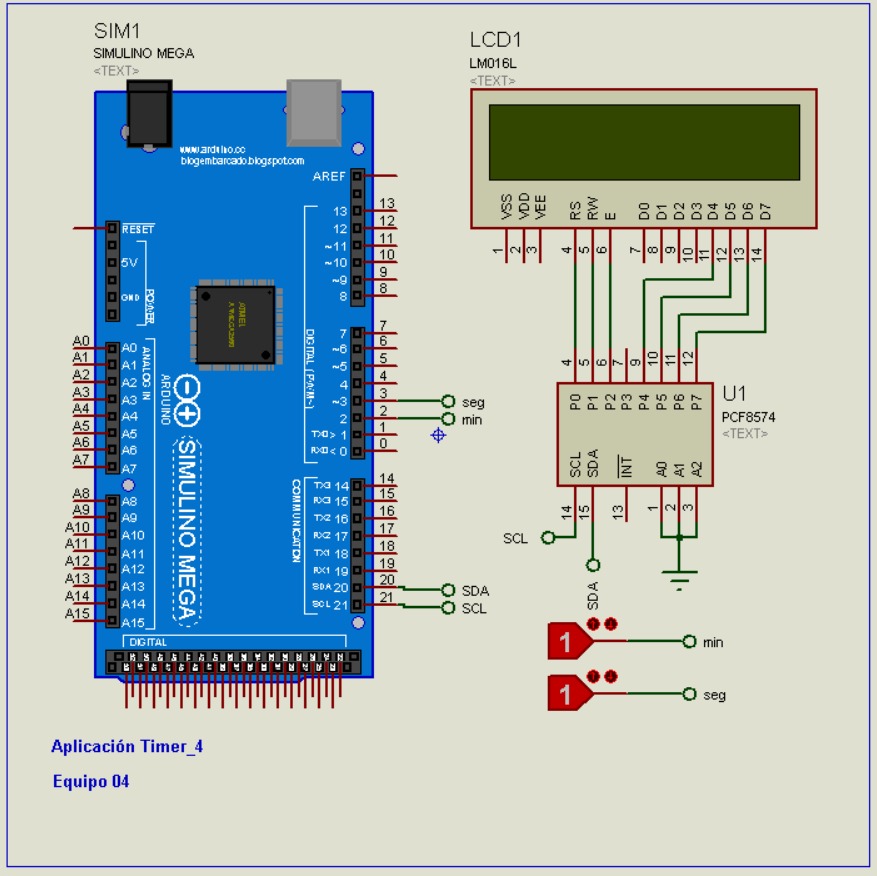 SIM1
SIMULINO MEGA
<TEXT>
www.arduino.cc
blogembarcado.blogspot.com
AREF
RESET
5V
GND
POWER
13 13
12 12
~11 11
~10 10
~9 9
8 8
7 7
~6 6
~5 5
4 4
~3 3
2 2
TX0> 1 1
RX0< 0 0
DIGITAL (PWM~)
seg
min
ATMEL
A0 A0
A1 A1
A2 A2
A3 A3
A4 A4
A5 A5
A6 A6
A7 A7
ANALOG IN
ARDUINO
SIMULINO MEGA
A8 A8
A9 A9
A10 A10
A11 A11
A12 A12
A13 A13
A14 A14
A15 A15
TX3 14 14
RX3 15 15
TX2 16 16
RX2 17 17
TX1 18 18
RX1 19 19
SDA 20 20
SCL 21 21
COMMUNICATION
SDA
SCL
DIGITAL
LCD1
LM016L
<TEXT>
VSS VDD VEE RS RW E D0 D1 D2 D3 D4 D5 D6 D7
1 2 3 4 5 6 7 8 9 10 11 12 13 14
4 5 6 7 9 10 11 12
P0 P1 P2 P3 P4 P5 P6 P7
U1
PCF8574
<TEXT>
SCL SDA INT A0 A1 A2
14 15 13 1 2 3
SCL
SDA
1 min
1 seg
Aplicación Timer_4
Equipo 04